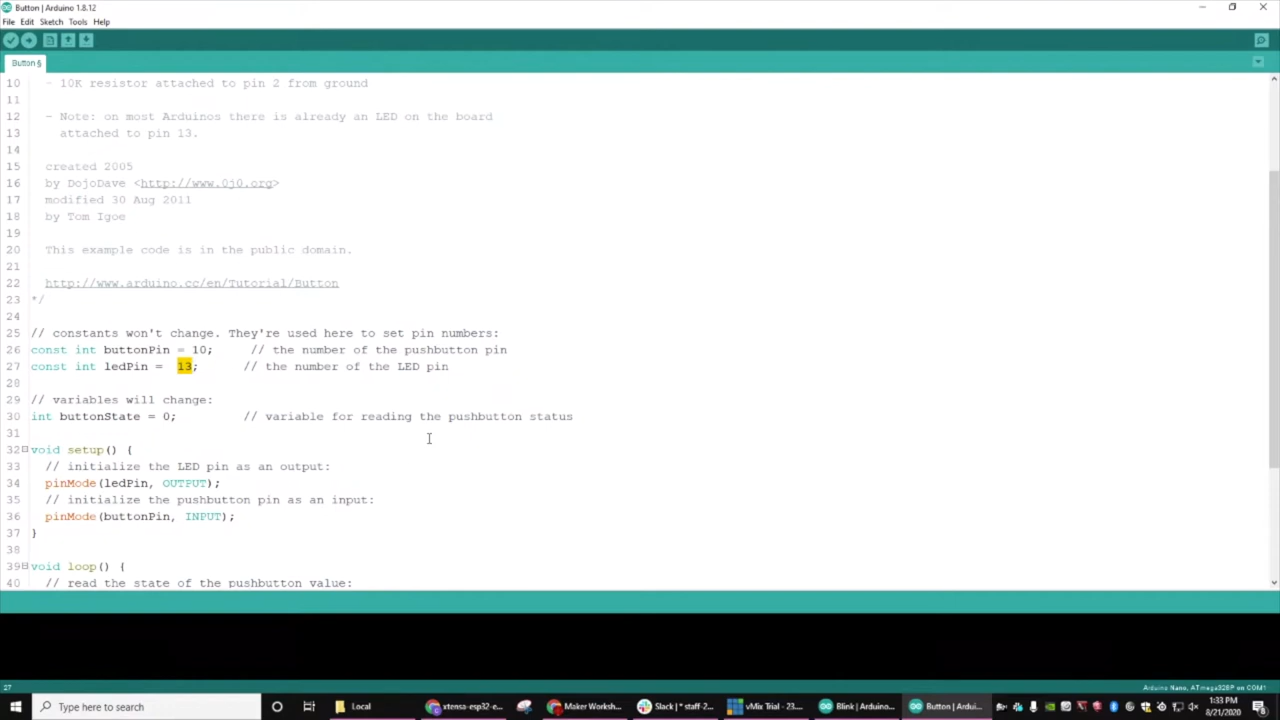 Button | Arduino 1.8.12
File Edit Sketch Tools Help
Button §
10 - 10K resistor attached to pin 2 from ground
11
12 - Note: on most Arduinos there is already an LED on the board
13 attached to pin 13.
14
15 created 2005
16 by DojoDave <http://www.0j0.org>
17 modified 30 Aug 2011
18 by Tom Igoe
19
20 This example code is in the public domain.
21
22 http://www.arduino.cc/en/Tutorial/Button
23 */
24
25 // constants won't change. They're used here to set pin numbers:
26 const int buttonPin = 10; // the number of the pushbutton pin
27 const int ledPin = 13; // the number of the LED pin
28
29 // variables will change:
30 int buttonState = 0; // variable for reading the pushbutton status
31
32 void setup() {
33 // initialize the LED pin as an output:
34 pinMode(ledPin, OUTPUT);
35 // initialize the pushbutton pin as an input:
36 pinMode(buttonPin, INPUT);
37 }
38
39 void loop() {
40 // read the state of the pushbutton value:
27 Arduino Nano, ATmega328P on COM1
Type here to search Local xtensa-esp32-e... Maker Worksh... Slack | * staff-2... vMix Trial - 23.... Blink | Arduino... Button | Ardui... 1:33 PM
8/21/2020